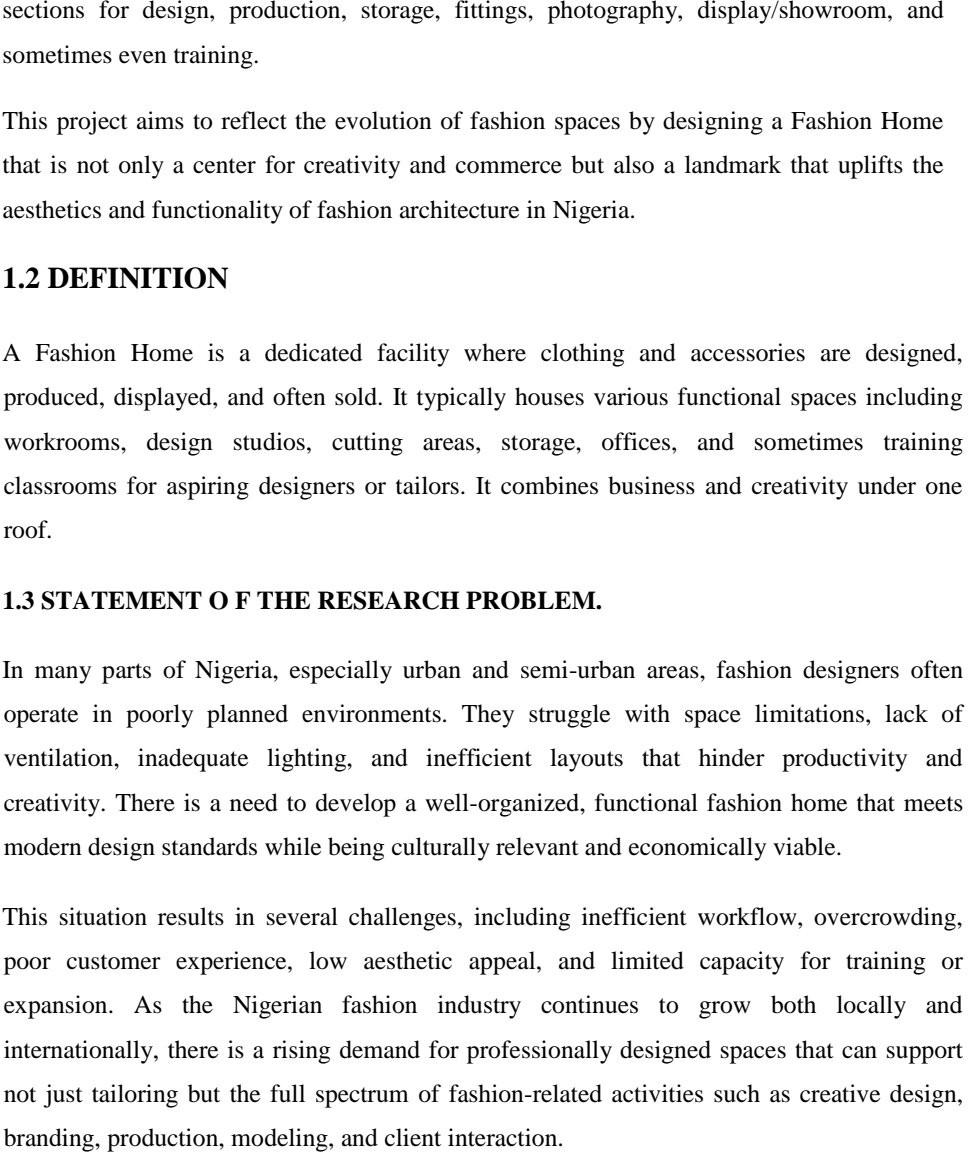 sections for design, production, storage, fittings, photography, display/showroom, and
sometimes even training.
This project aims to reflect the evolution of fashion spaces by designing a Fashion Home
that is not only a center for creativity and commerce but also a landmark that uplifts the
aesthetics and functionality of fashion architecture in Nigeria.
1.2 DEFINITION
A Fashion Home is a dedicated facility where clothing and accessories are designed,
produced, displayed, and often sold. It typically houses various functional spaces including
workrooms, design studios, cutting areas, storage, offices, and sometimes training
classrooms for aspiring designers or tailors. It combines business and creativity under one
roof.
1.3 STATEMENT O F THE RESEARCH PROBLEM.
In many parts of Nigeria, especially urban and semi-urban areas, fashion designers often
operate in poorly planned environments. They struggle with space limitations, lack of
ventilation, inadequate lighting, and inefficient layouts that hinder productivity and
creativity. There is a need to develop a well-organized, functional fashion home that meets
modern design standards while being culturally relevant and economically viable.
This situation results in several challenges, including inefficient workflow, overcrowding,
poor customer experience, low aesthetic appeal, and limited capacity for training or
expansion. As the Nigerian fashion industry continues to grow both locally and
internationally, there is a rising demand for professionally designed spaces that can support
not just tailoring but the full spectrum of fashion-related activities such as creative design,
branding, production, modeling, and client interaction.